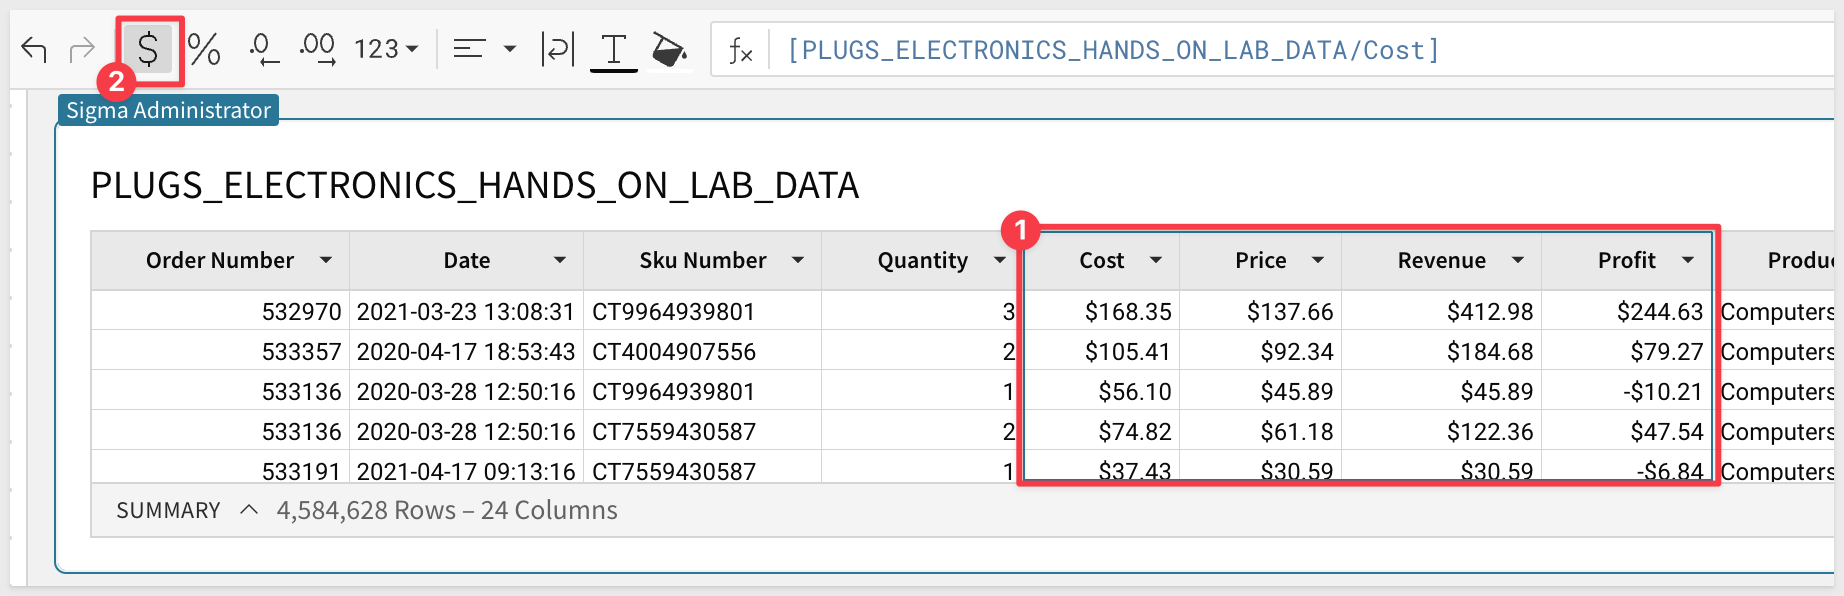 $ % .0 .00 123 T fx [PLUGS_ELECTRONICS_HANDS_ON_LAB_DATA/Cost]
2
Sigma Administrator
PLUGS_ELECTRONICS_HANDS_ON_LAB_DATA
1
Order Number Date Sku Number Quantity Cost Price Revenue Profit Produc
532970 2021-03-23 13:08:31 CT9964939801 3 $168.35 $137.66 $412.98 $244.63 Computers
533357 2020-04-17 18:53:43 CT4004907556 2 $105.41 $92.34 $184.68 $79.27 Computers
533136 2020-03-28 12:50:16 CT9964939801 1 $56.10 $45.89 $45.89 -$10.21 Computers
533136 2020-03-28 12:50:16 CT7559430587 2 $74.82 $61.18 $122.36 $47.54 Computers
533191 2021-04-17 09:13:16 CT7559430587 1 $37.43 $30.59 $30.59 -$6.84 Computers
SUMMARY 4,584,628 Rows – 24 Columns